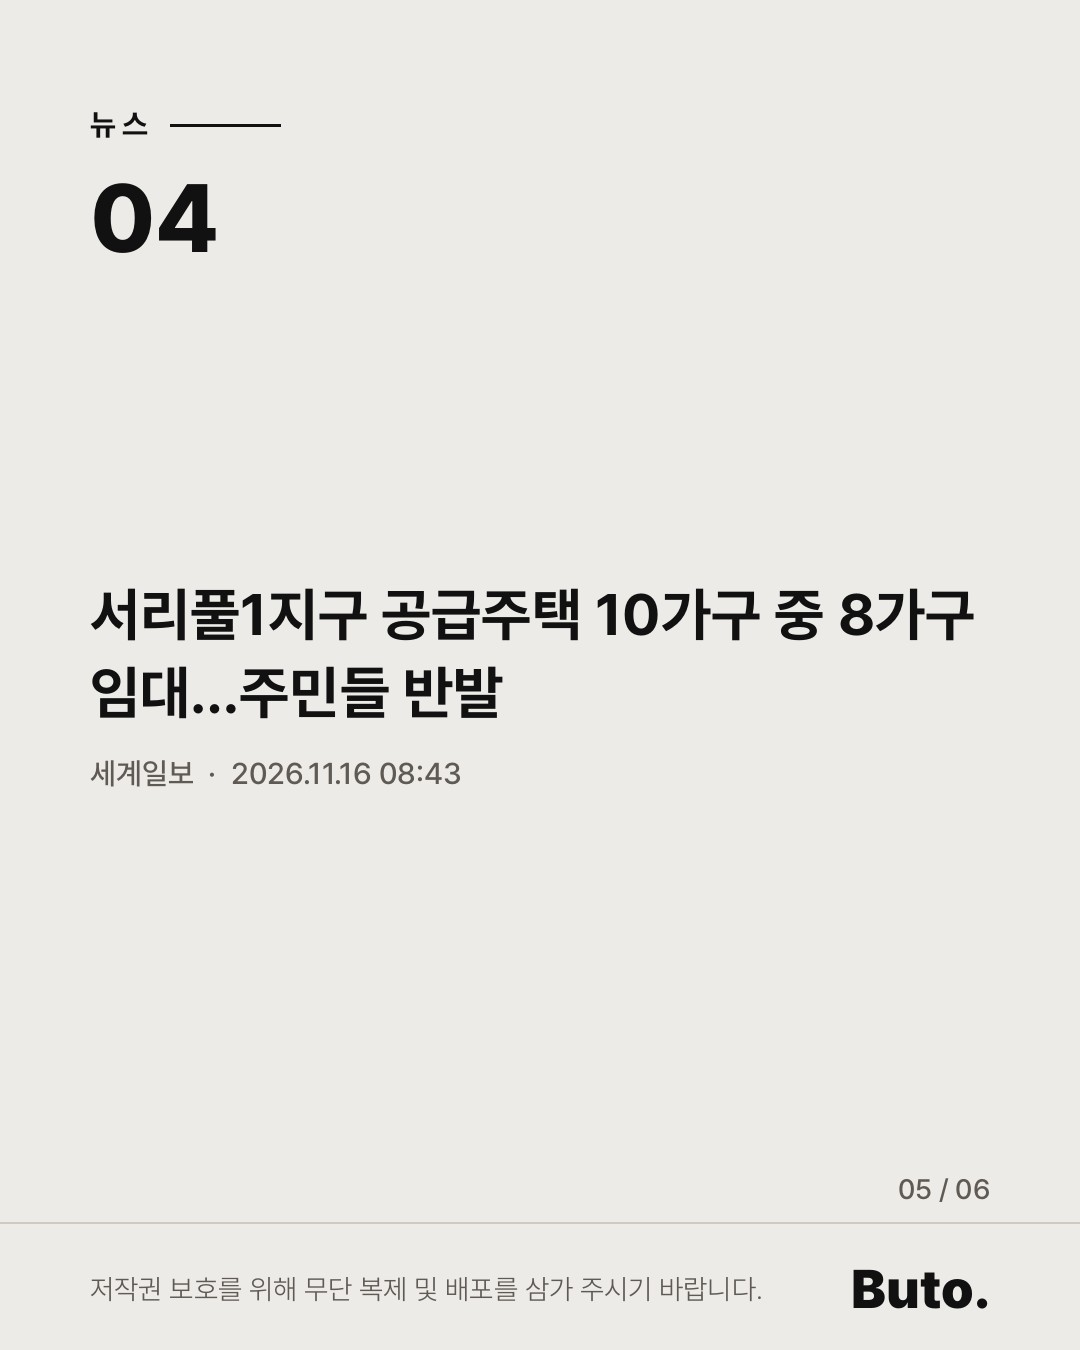 뉴스
04
서리풀1지구 공급주택 10가구 중 8가구
임대...주민들 반발
세계일보 · 2026.11.16 08:43
05 / 06
저작권 보호를 위해 무단 복제 및 배포를 삼가 주시기 바랍니다.
Buto.